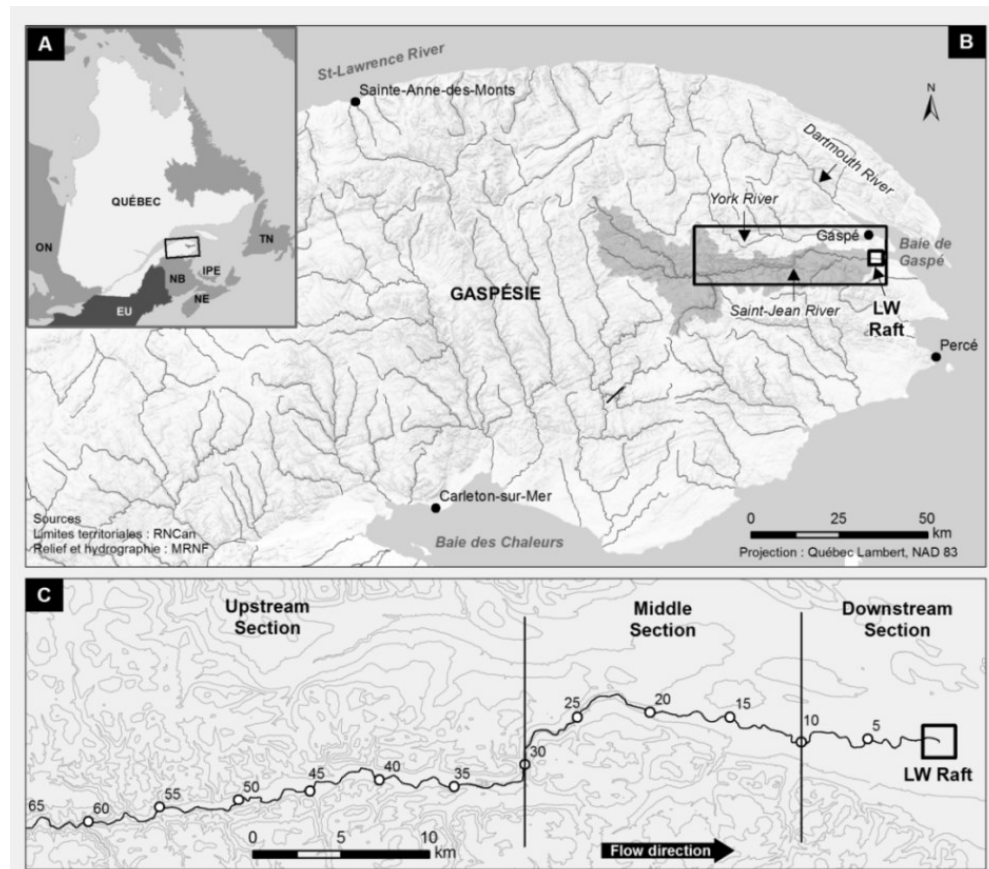 A
QUÉBEC
ON
TN
NB
IPE
NE
EU
B
St-Lawrence River
Sainte-Anne-des-Monts
N
Dartmouth River
York River
Gaspé
Baie de
Gaspé
GASPÉSIE
Saint-Jean River
LW
Raft
Percé
Carleton-sur-Mer
Baie des Chaleurs
Sources
Limites territoriales : RNCan
Relief et hydrographie : MRNF
0 25 50
km
Projection : Québec Lambert, NAD 83
C
Upstream
Section
Middle
Section
Downstream
Section
65
60
55
50
45
40
35
30
25
20
15
10
5
LW Raft
0 5 10
km
Flow direction